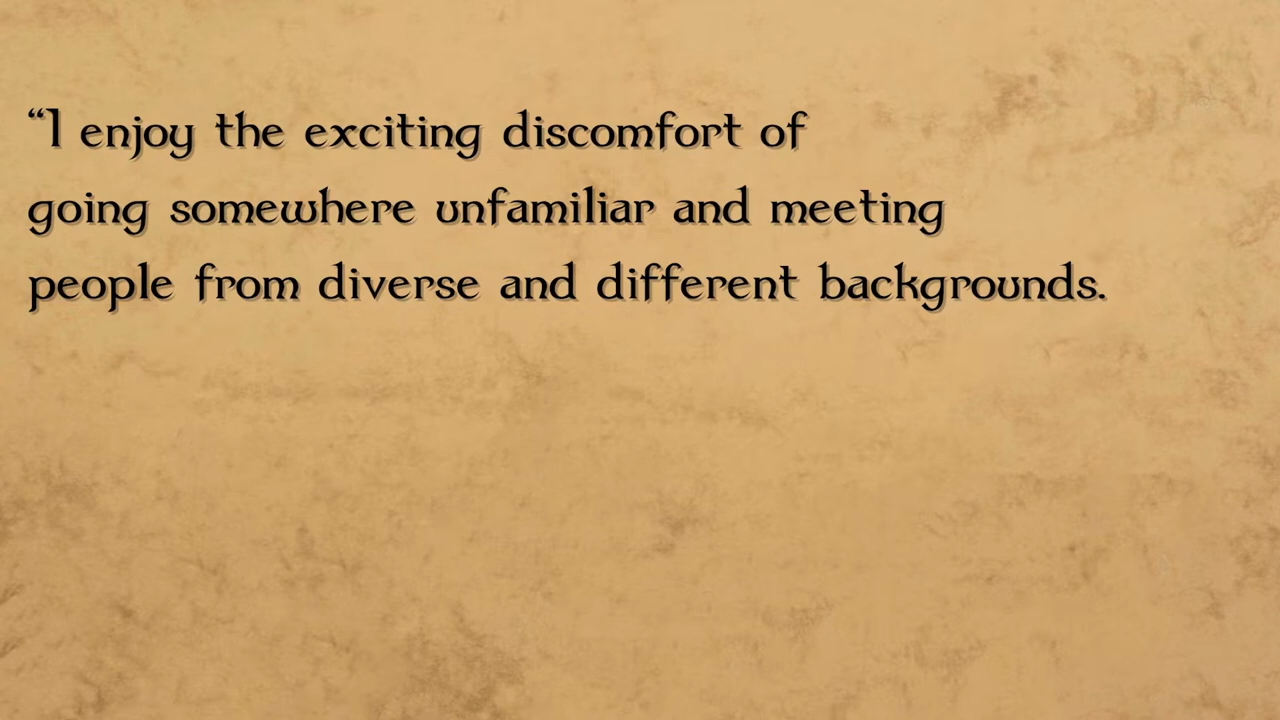 “I enjoy the exciting discomfort of
going somewhere unfamiliar and meeting
people from diverse and different backgrounds.